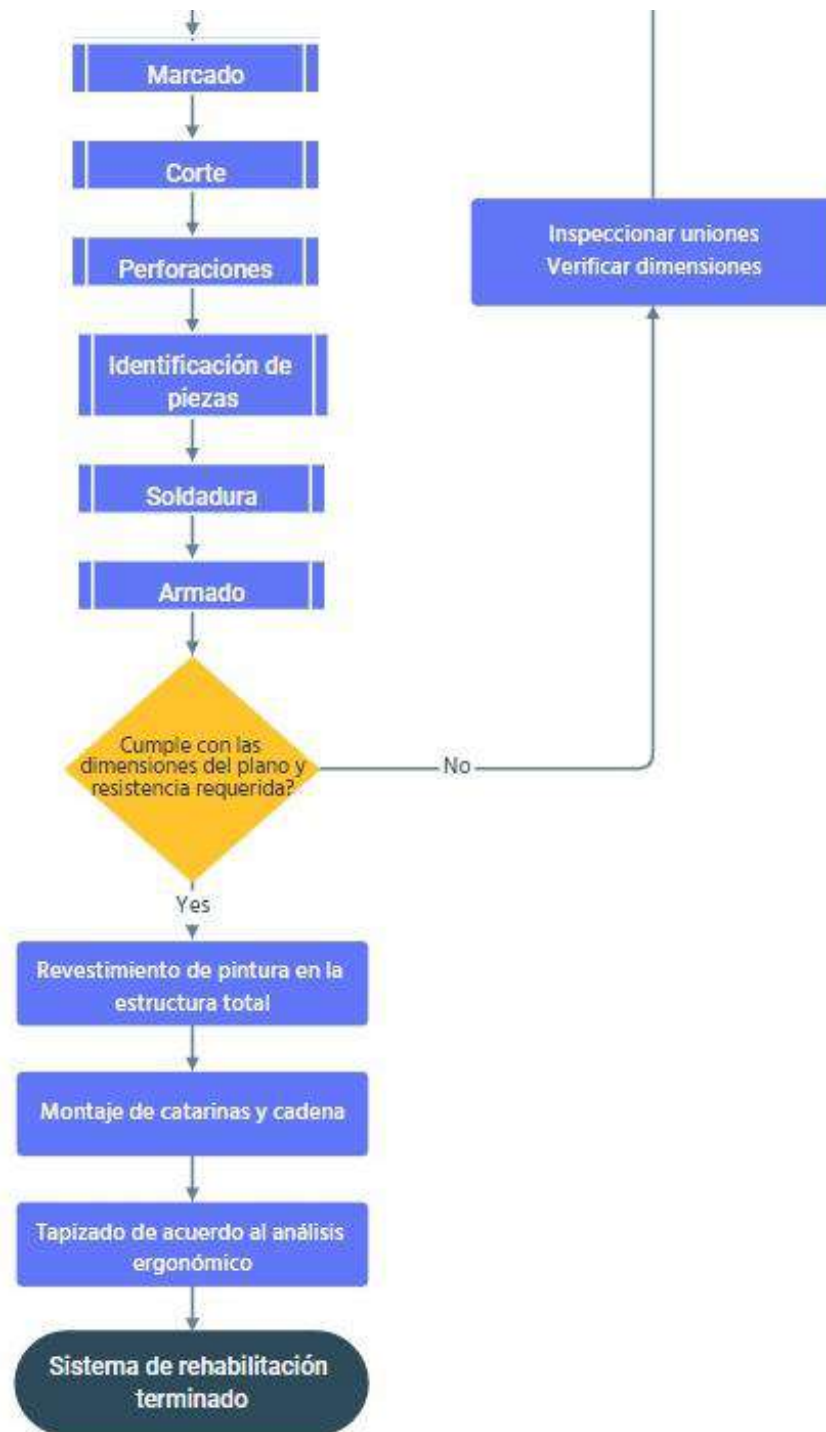 Marcado
Corte
Perforaciones
Identificación de
piezas
Soldadura
Armado
Cumple con las
dimensiones del plano y
resistencia requerida?
No
Inspeccionar uniones
Verificar dimensiones
Yes
Revestimiento de pintura en la
estructura total
Montaje de catarinas y cadena
Tapizado de acuerdo al análisis
ergonómico
Sistema de rehabilitación
terminado